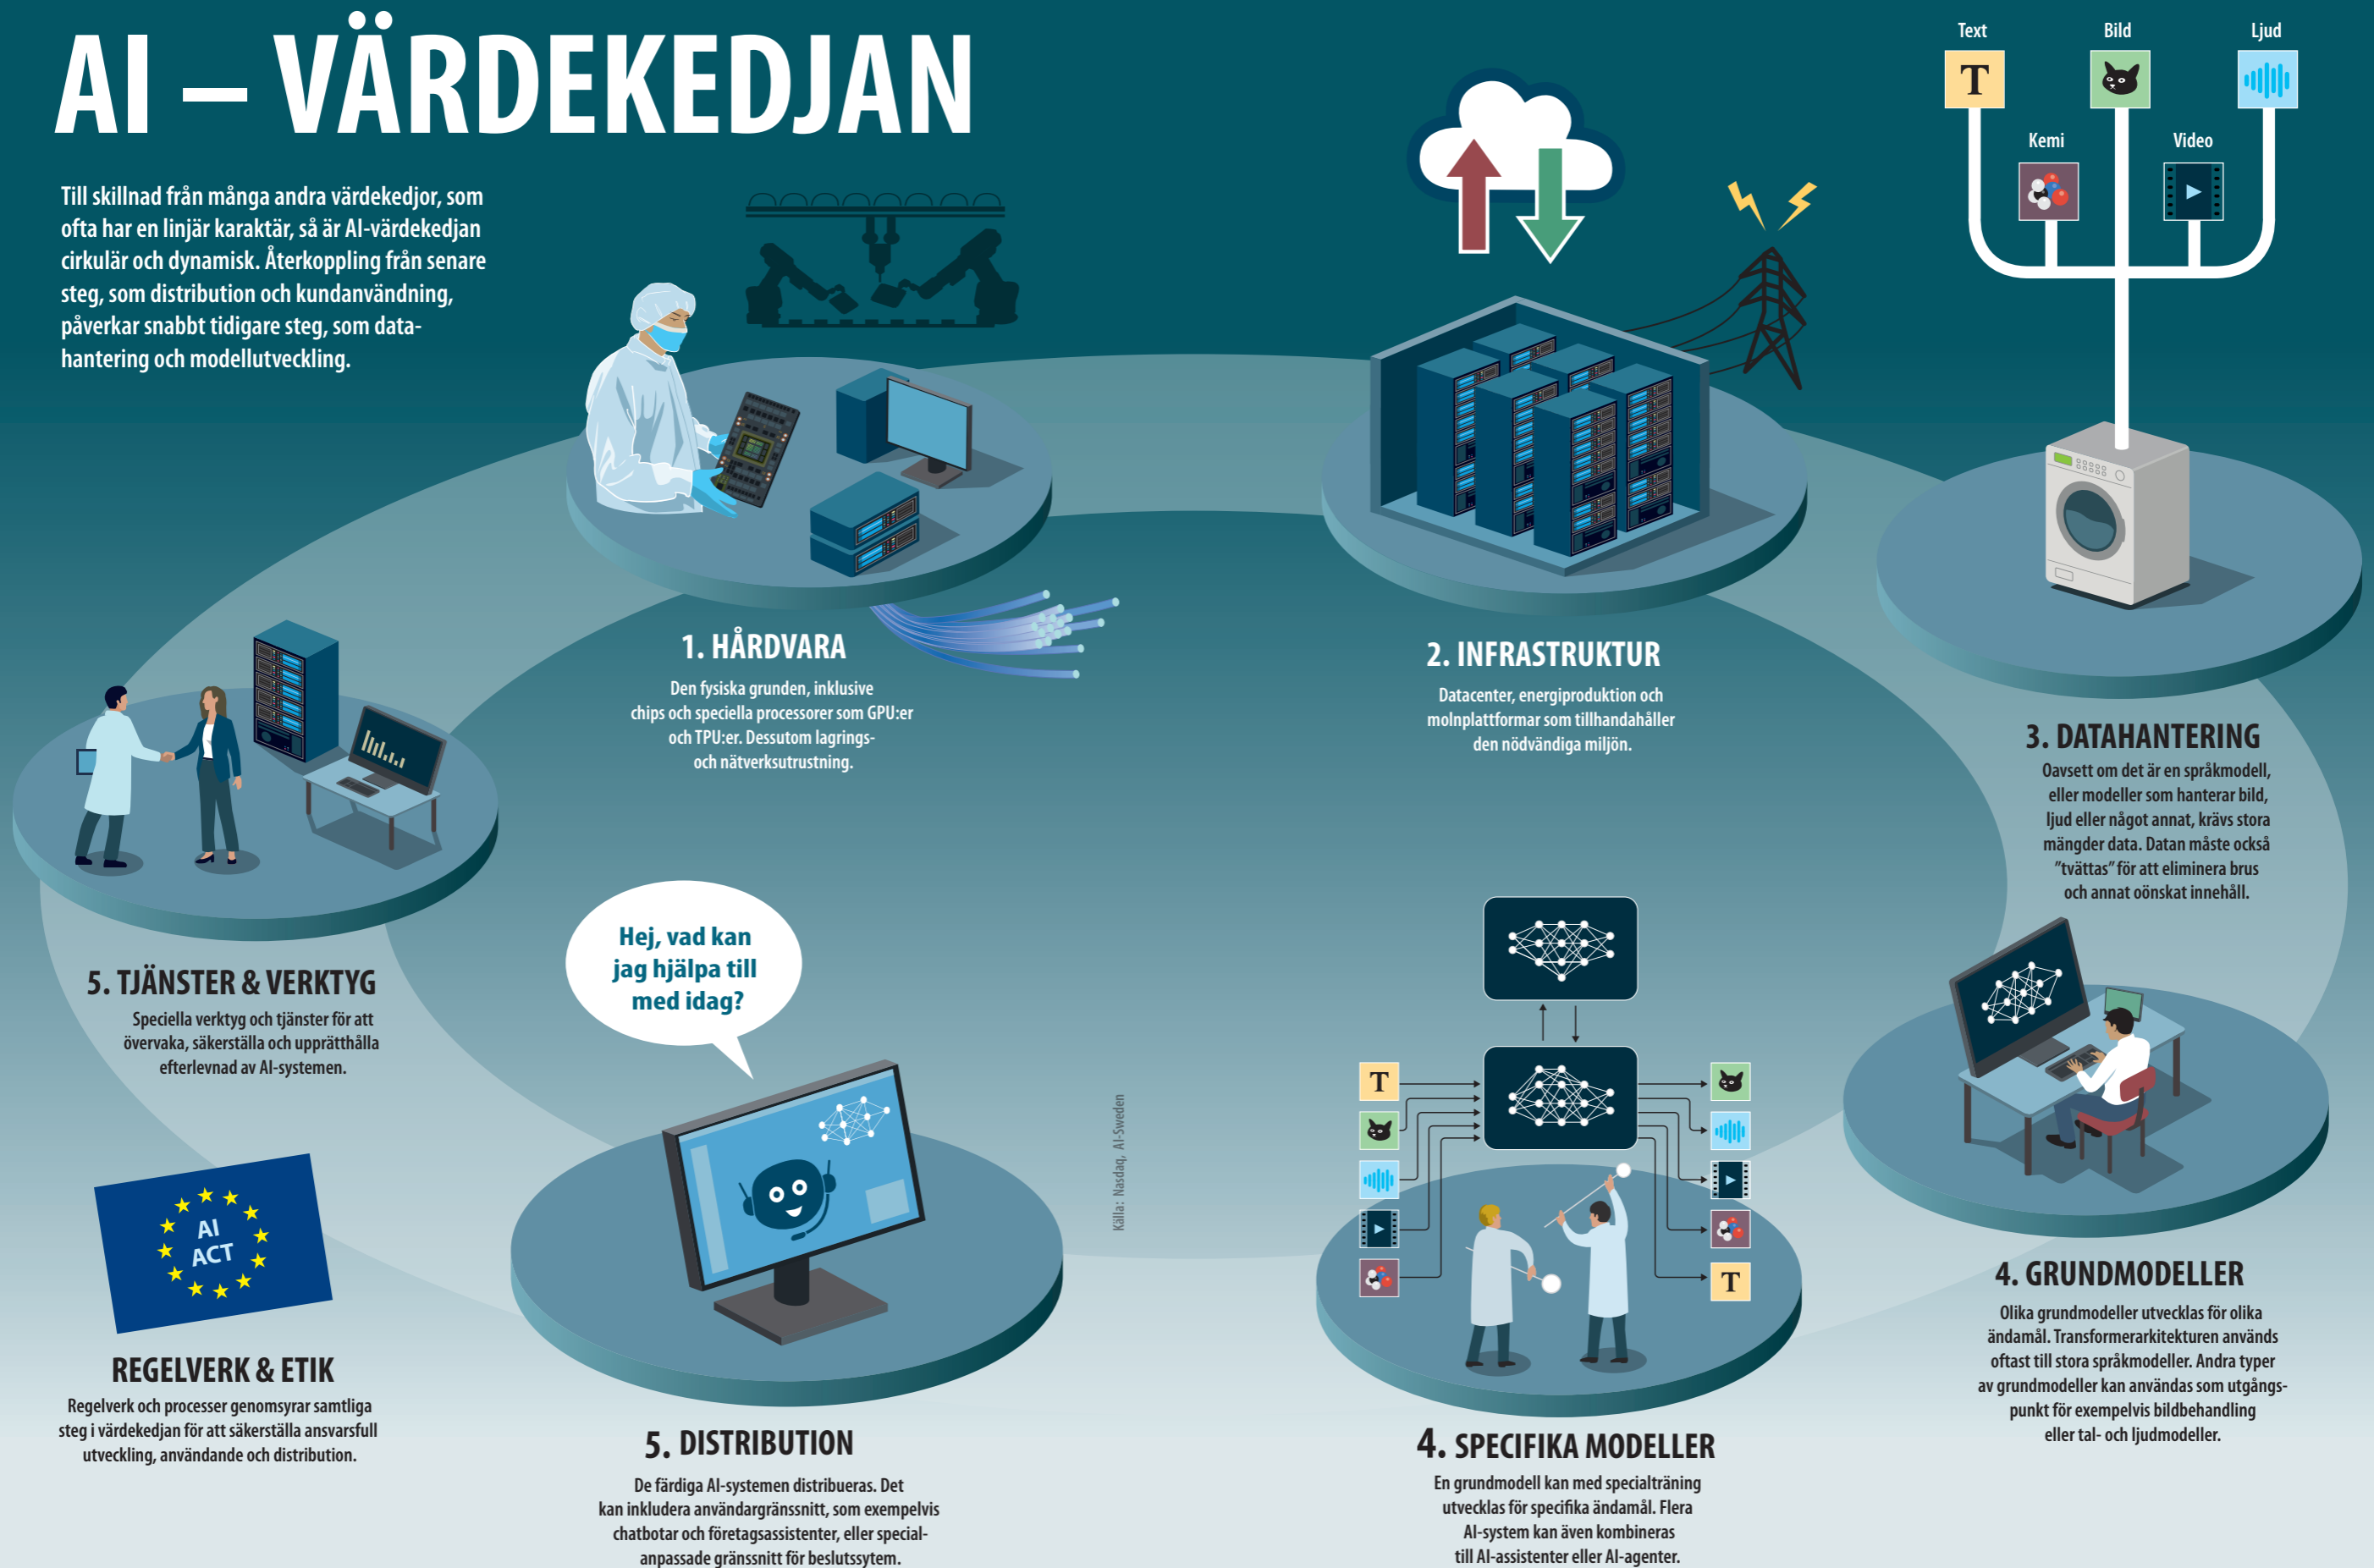 AI – VÄRDEKEDJAN
Till skillnad från många andra värdekedjor, som
ofta har en linjär karaktär, så är AI-värdekedjan
cirkulär och dynamisk. Återkoppling från senare
steg, som distribution och kundanvändning,
påverkar snabbt tidigare steg, som data-
hantering och modellutveckling.
Text
Bild
Ljud
Kemi
Video
T
1. HÅRDVARA
Den fysiska grunden, inklusive
chips och speciella processorer som GPU:er
och TPU:er. Dessutom lagrings-
och nätverksutrustning.
2. INFRASTRUKTUR
Datacenter, energiproduktion och
molnplattformar som tillhandahåller
den nödvändiga miljön.
3. DATAHANTERING
Oavsett om det är en språkmodell,
eller modeller som hanterar bild,
ljud eller något annat, krävs stora
mängder data. Datan måste också
”tvättas” för att eliminera brus
och annat oönskat innehåll.
4. GRUNDMODELLER
Olika grundmodeller utvecklas för olika
ändamål. Transformerarkitekturen används
oftast till stora språkmodeller. Andra typer
av grundmodeller kan användas som utgångs-
punkt för exempelvis bildbehandling
eller tal- och ljudmodeller.
T
T
4. SPECIFIKA MODELLER
En grundmodell kan med specialträning
utvecklas för specifika ändamål. Flera
AI-system kan även kombineras
till AI-assistenter eller AI-agenter.
Hej, vad kan
jag hjälpa till
med idag?
5. DISTRIBUTION
De färdiga AI-systemen distribueras. Det
kan inkludera användargränssnitt, som exempelvis
chatbotar och företagsassistenter, eller special-
anpassade gränssnitt för beslutssytem.
5. TJÄNSTER & VERKTYG
Speciella verktyg och tjänster för att
övervaka, säkerställa och upprätthålla
efterlevnad av AI-systemen.
AI
ACT
REGELVERK & ETIK
Regelverk och processer genomsyrar samtliga
steg i värdekedjan för att säkerställa ansvarsfull
utveckling, användande och distribution.
Källa: Nasdaq, AI-Sweden